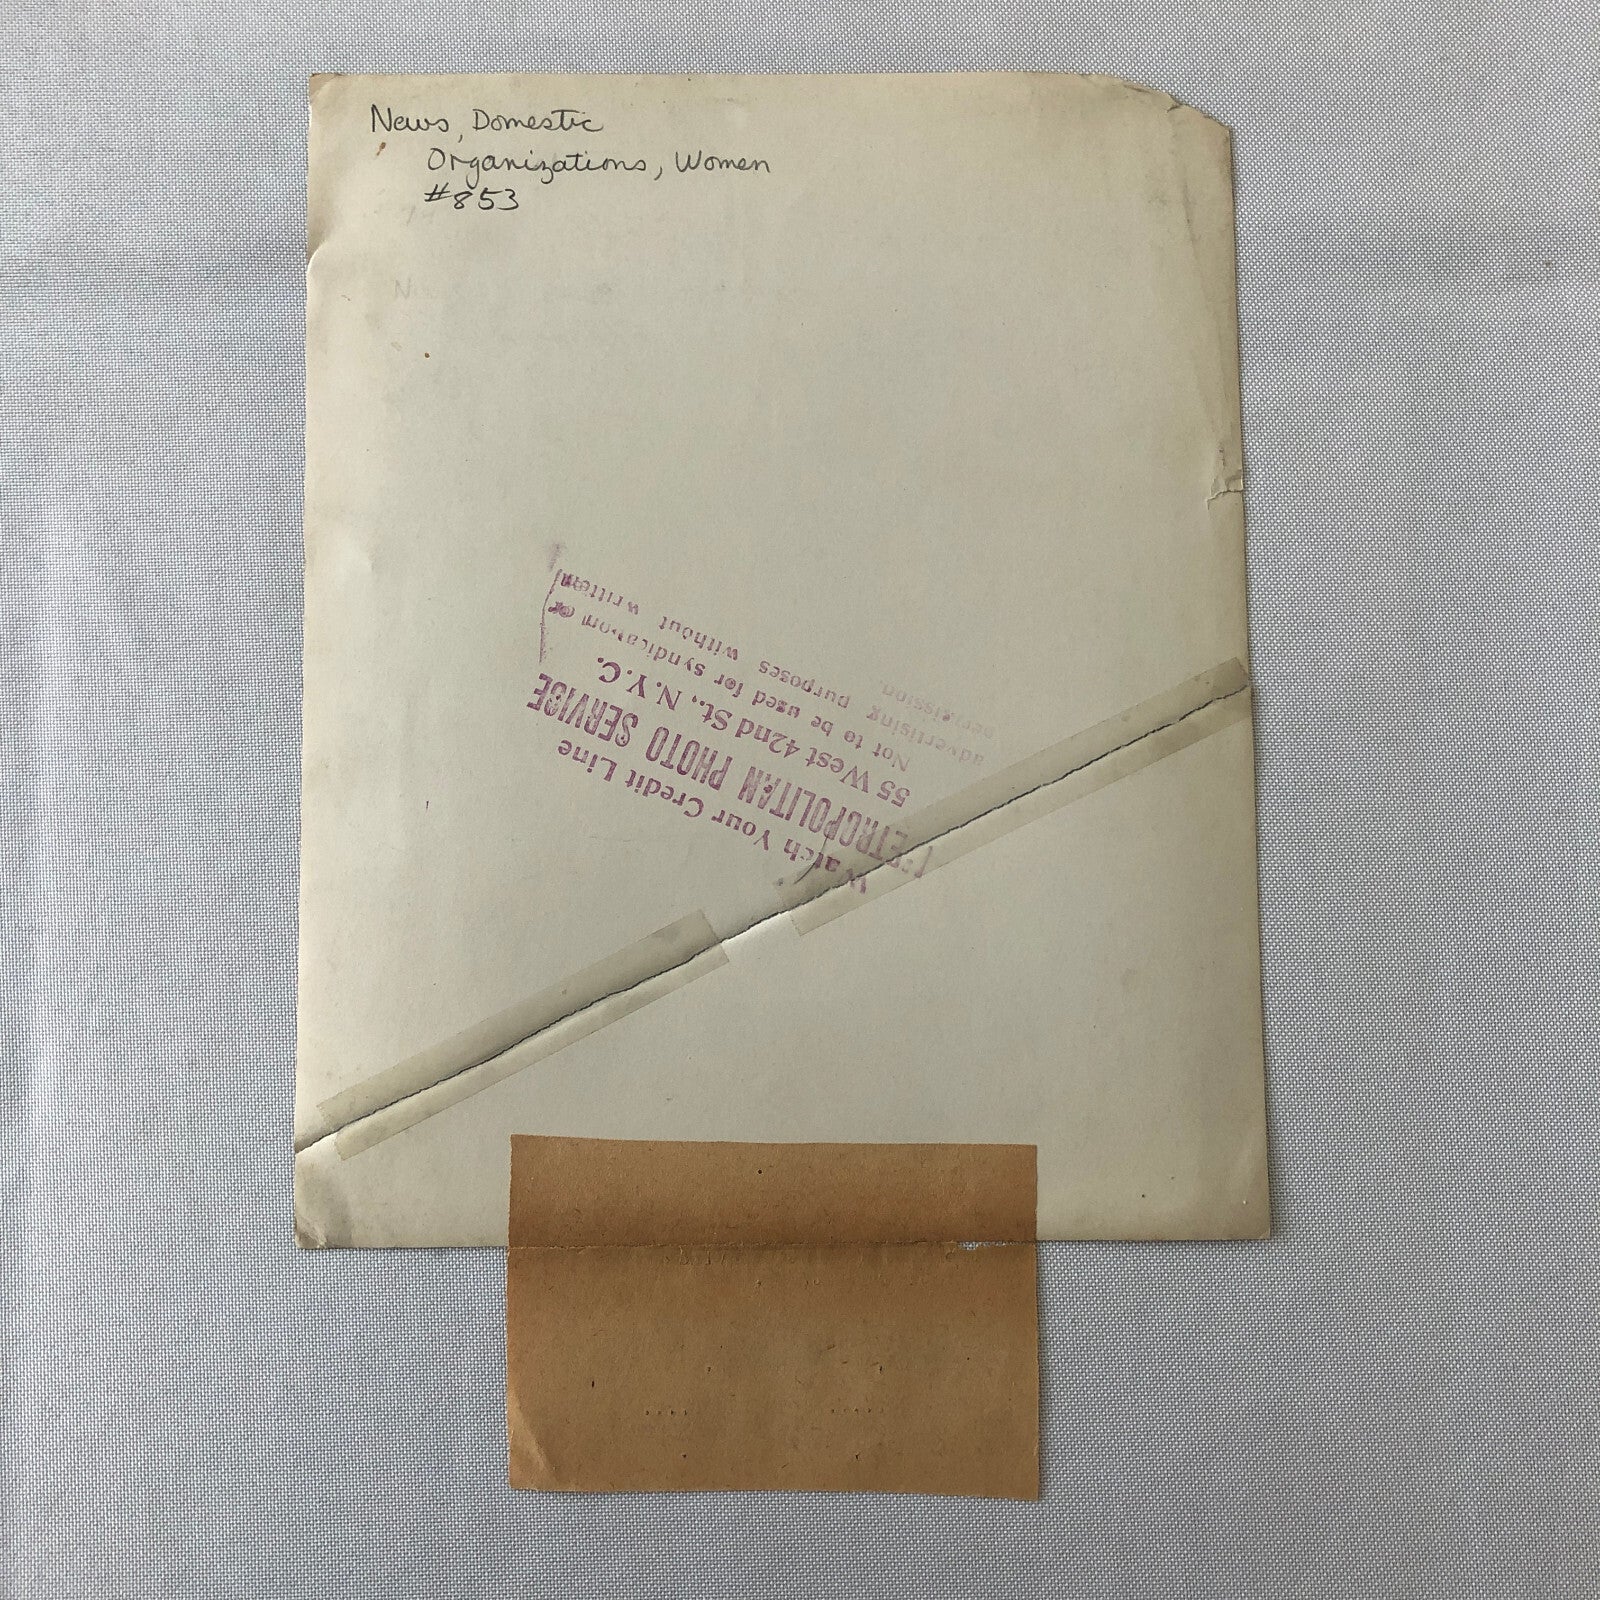 News, Domestic
Organizations, Women
#853
Watch Your Credit Line
METROPOLITAN PHOTO SERVICE
55 West 42nd St., N.Y.C.
Not to be used for syndication or
advertising purposes without written
permission.